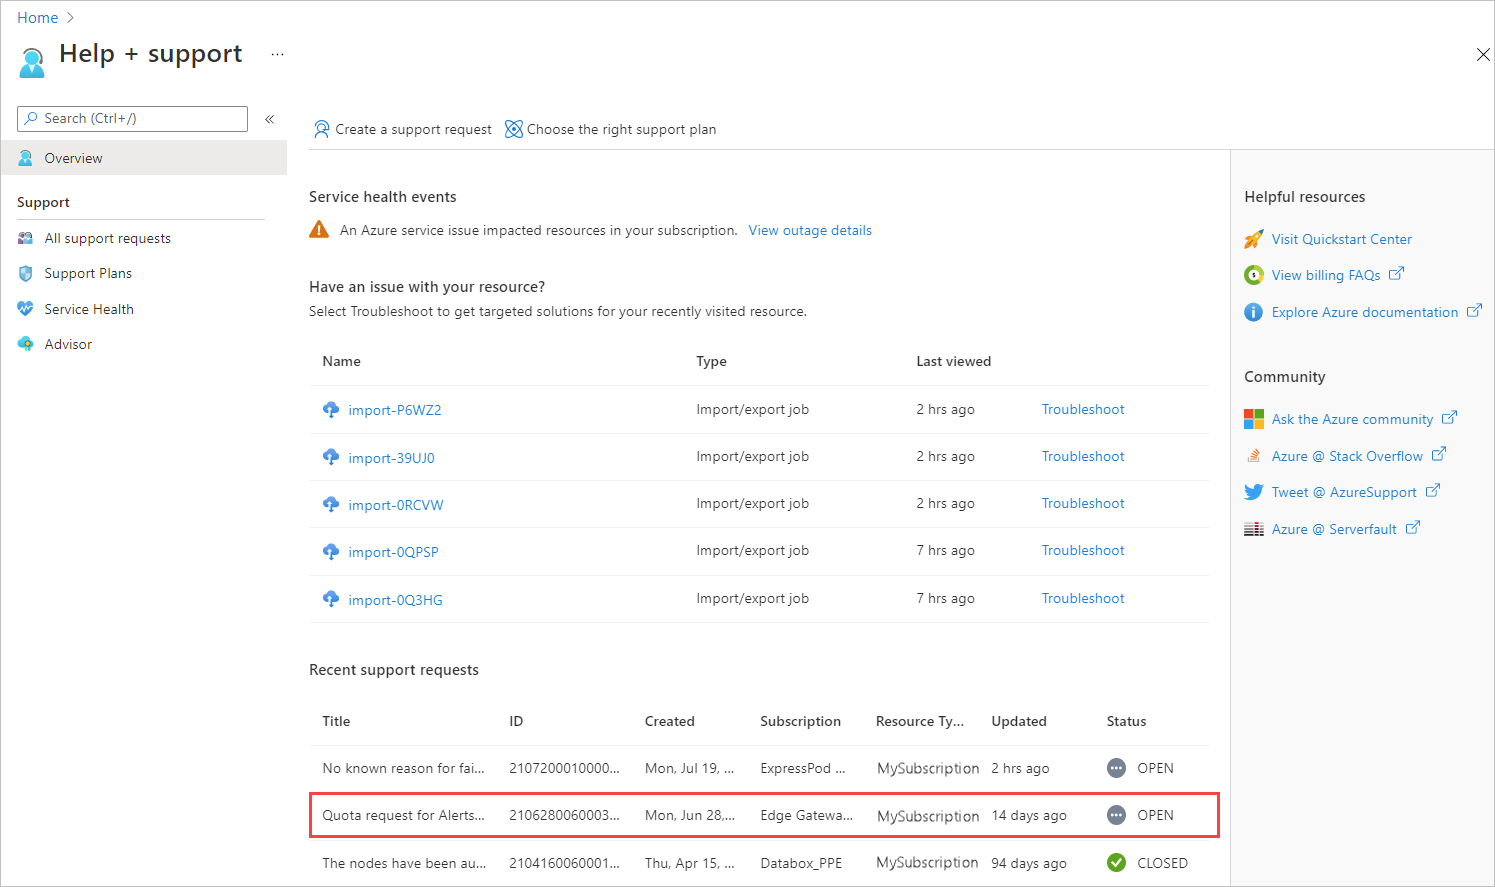 Home
Help + support
...
Search (Ctrl+/)
«
Overview
Support
All support requests
Support Plans
Service Health
Advisor
Create a support request
Choose the right support plan
Service health events
An Azure service issue impacted resources in your subscription. View outage details
Have an issue with your resource?
Select Troubleshoot to get targeted solutions for your recently visited resource.
Name Type Last viewed
import-P6WZ2 Import/export job 2 hrs ago Troubleshoot
import-39UJ0 Import/export job 2 hrs ago Troubleshoot
import-0RCVW Import/export job 2 hrs ago Troubleshoot
import-0QPSP Import/export job 7 hrs ago Troubleshoot
import-0Q3HG Import/export job 7 hrs ago Troubleshoot
Recent support requests
Title ID Created Subscription Resource Ty... Updated Status
No known reason for fai... 2107200010000... Mon, Jul 19, ... ExpressPod ... MySubscription 2 hrs ago OPEN
Quota request for Alerts... 2106280060003... Mon, Jun 28,... Edge Gatewa... MySubscription 14 days ago OPEN
The nodes have been au... 2104160060001... Thu, Apr 15, ... Databox_PPE MySubscription 94 days ago CLOSED
Helpful resources
Visit Quickstart Center
View billing FAQs
Explore Azure documentation
Community
Ask the Azure community
Azure @ Stack Overflow
Tweet @ AzureSupport
Azure @ Serverfault